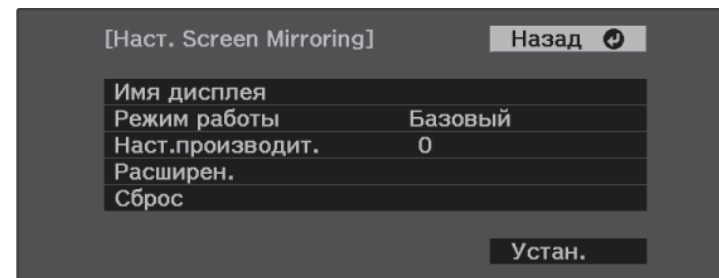 [Наст. Screen Mirroring] Назад
Имя дисплея
Режим работы Базовый
Наст.производит. 0
Расширен.
Сброс
Устан.